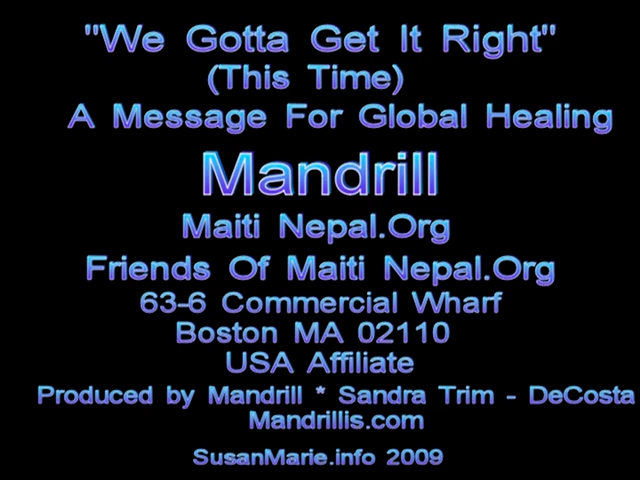 "We Gotta Get It Right"
(This Time)
A Message For Global Healing
Mandrill
Maiti Nepal.Org
Friends Of Maiti Nepal.Org
63-6 Commercial Wharf
Boston MA 02110
USA Affiliate
Produced by Mandrill * Sandra Trim - DeCosta
Mandrillis.com
SusanMarie.info 2009